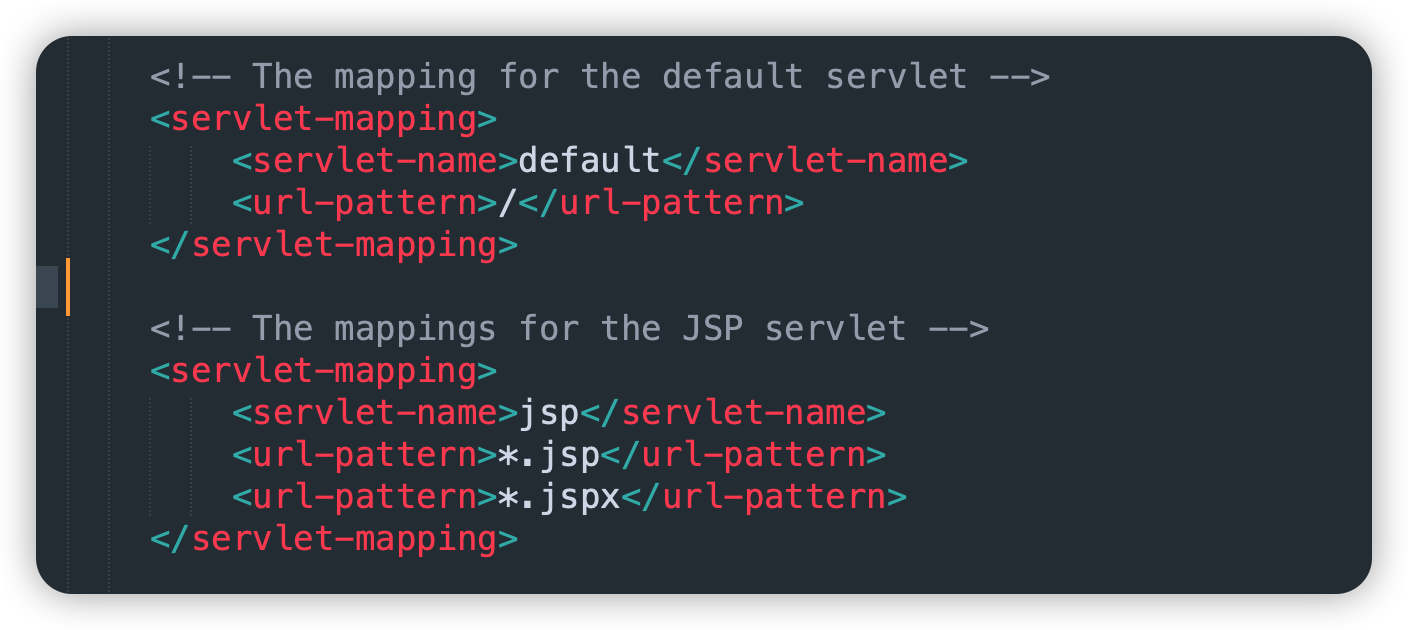 <!-- The mapping for the default servlet -->
<servlet-mapping>
<servlet-name>default</servlet-name>
<url-pattern>/</url-pattern>
</servlet-mapping>
<!-- The mappings for the JSP servlet -->
<servlet-mapping>
<servlet-name>jsp</servlet-name>
<url-pattern>*.jsp</url-pattern>
<url-pattern>*.jspx</url-pattern>
</servlet-mapping>